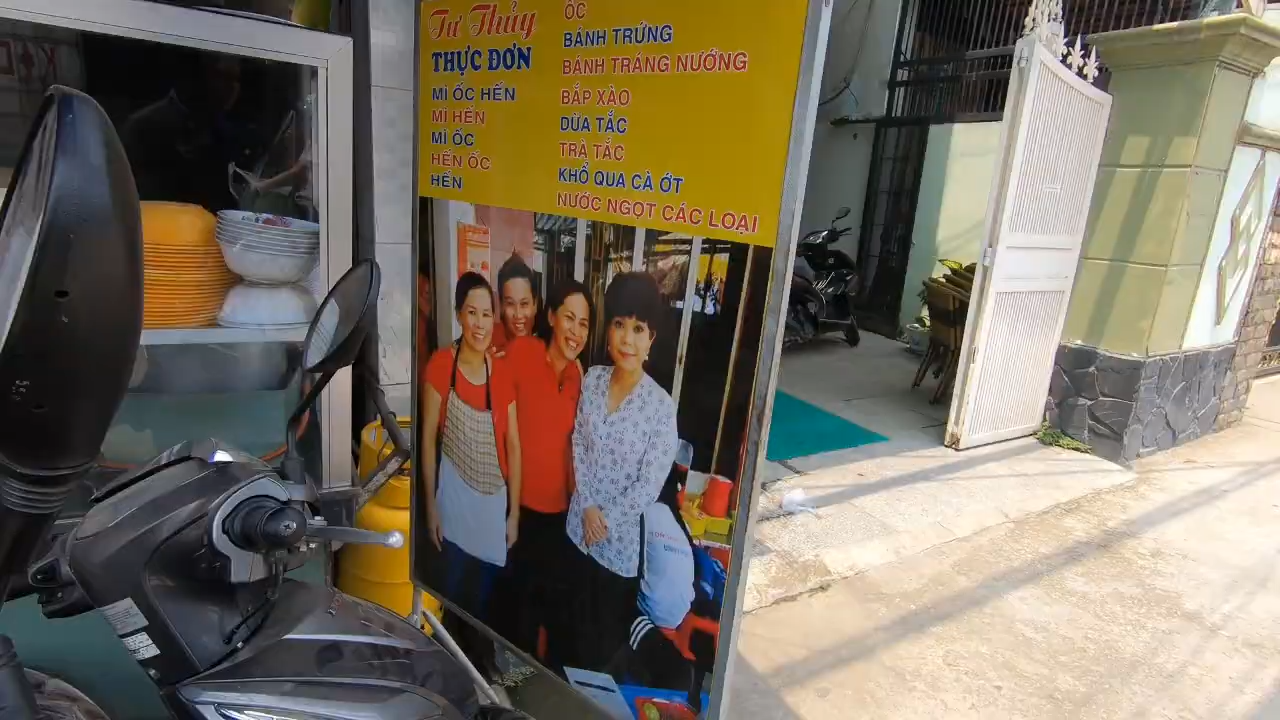 Tư Thủy
THỰC ĐƠN
MÌ ỐC HẾN
MÌ HẾN
MÌ ỐC
HẾN ỐC
HẾN
ỐC
BÁNH TRỨNG
BÁNH TRÁNG NƯỚNG
BẮP XÀO
DỪA TẮC
TRÀ TẮC
KHỔ QUA CÀ ỚT
NƯỚC NGỌT CÁC LOẠI